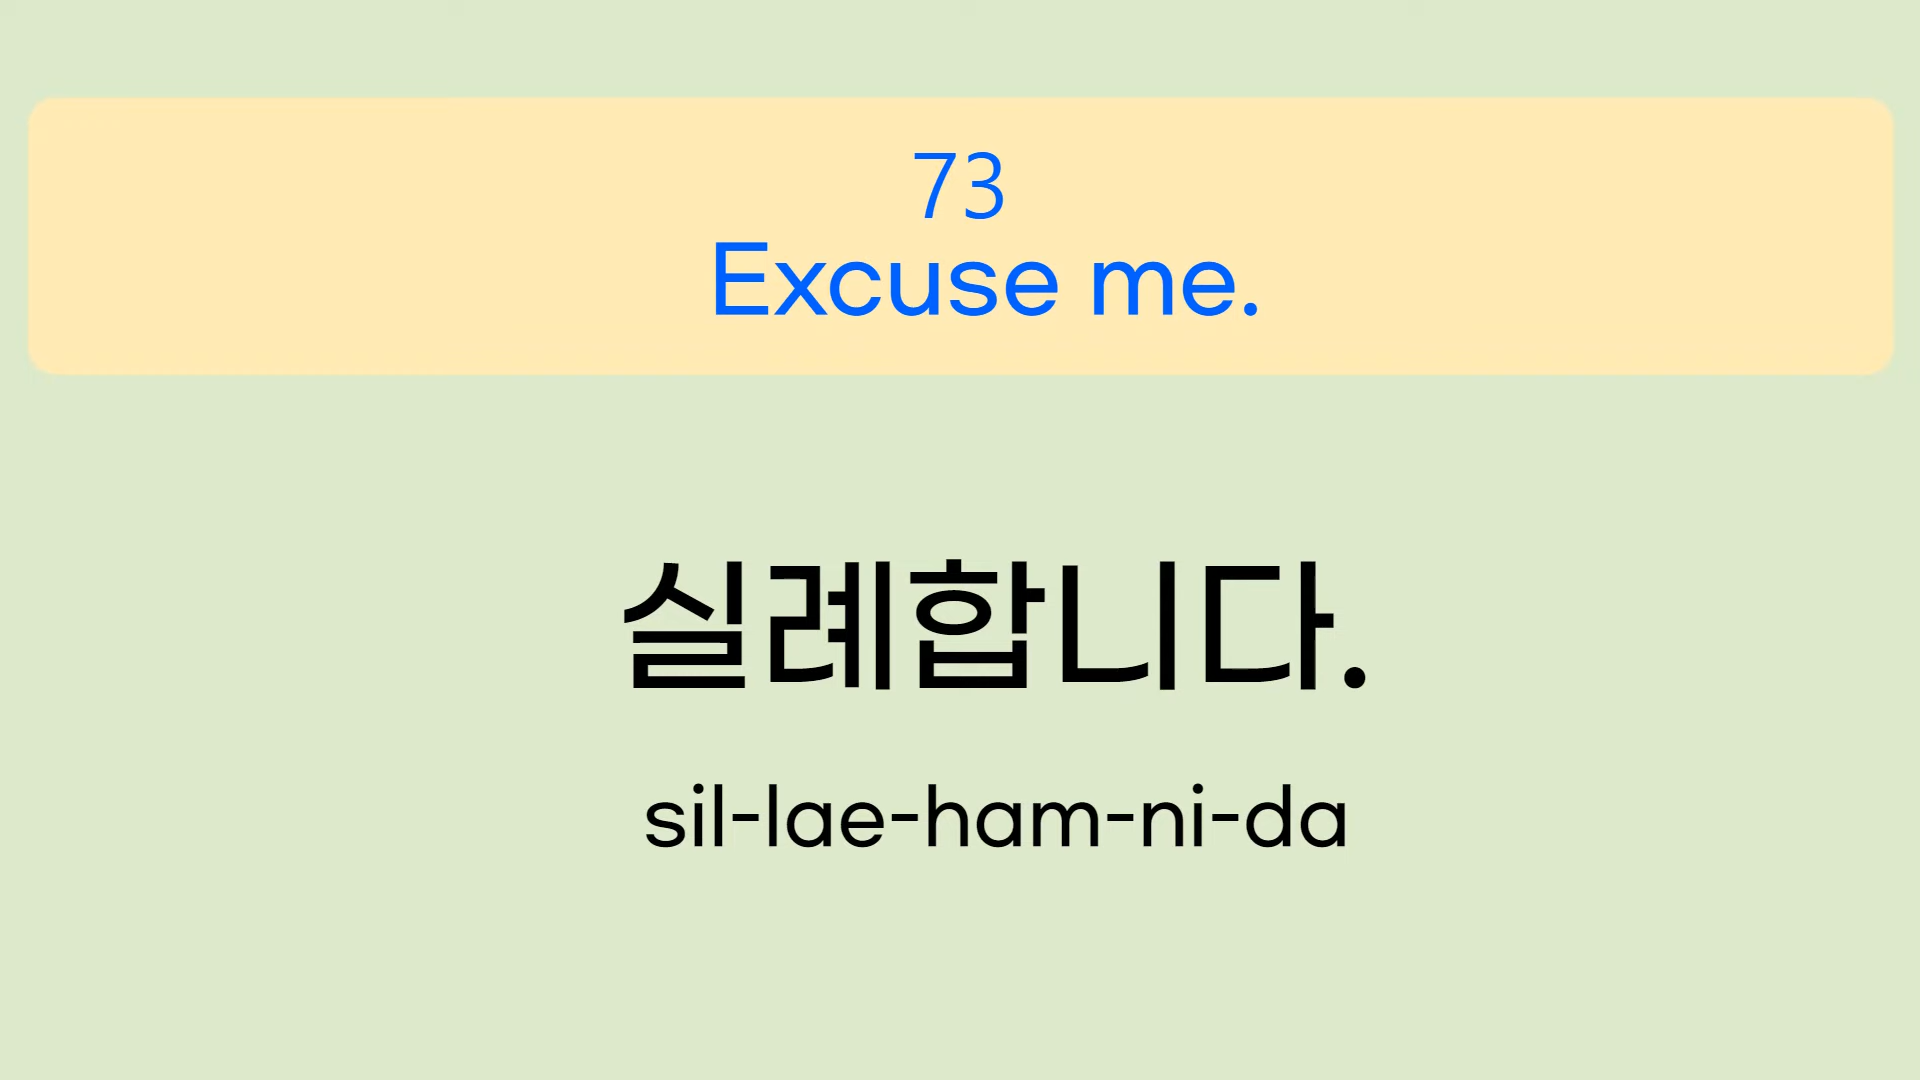 73
Excuse me.
실례합니다.
sil-lae-ham-ni-da